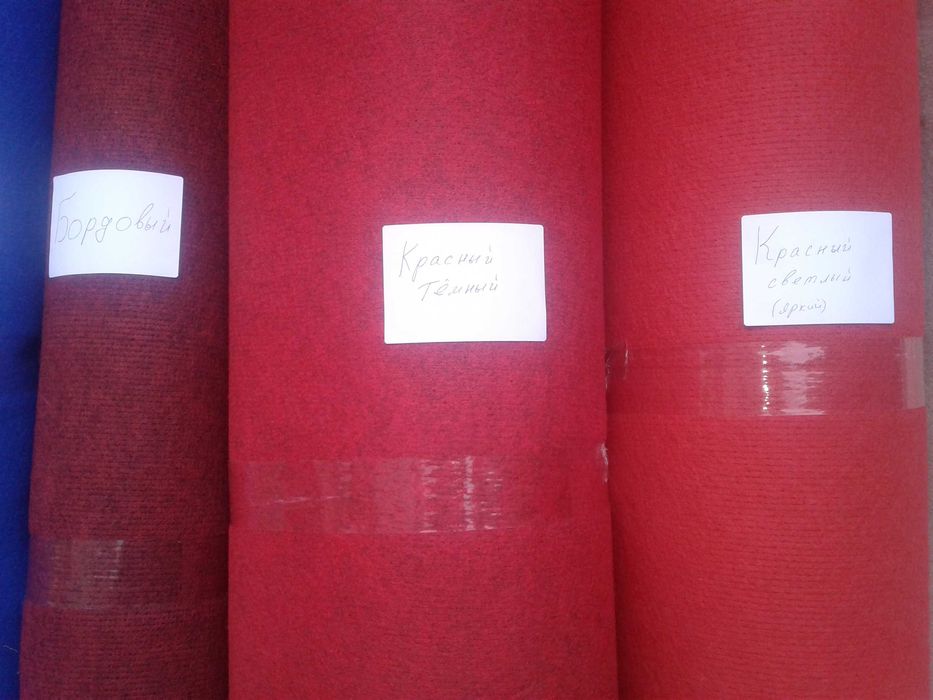 Бордовый
Красный
тёмный
Красный
светлый
(яркий)